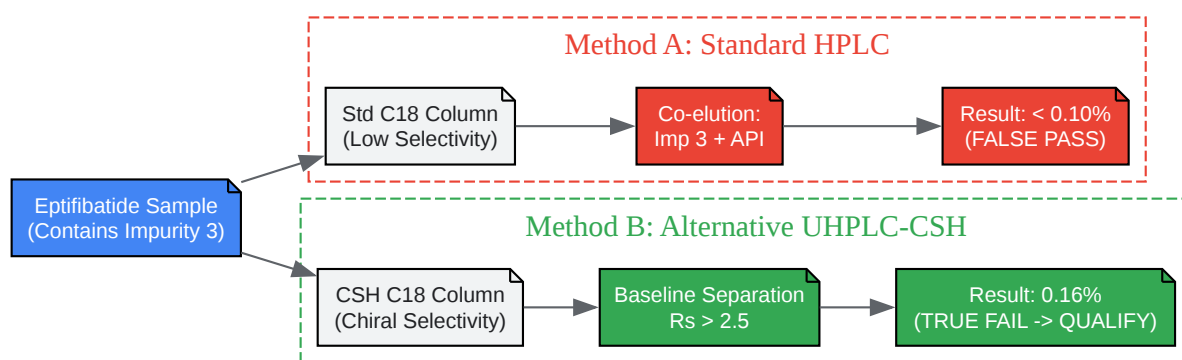 Method A: Standard HPLC
Std C18 Column
(Low Selectivity)
Co-elution:
Imp 3 + API
Result: < 0.10%
(FALSE PASS)
Eptifibatide Sample
(Contains Impurity 3)
Method B: Alternative UHPLC-CSH
CSH C18 Column
(Chiral Selectivity)
Baseline Separation
Rs > 2.5
Result: 0.16%
(TRUE FAIL -> QUALIFY)